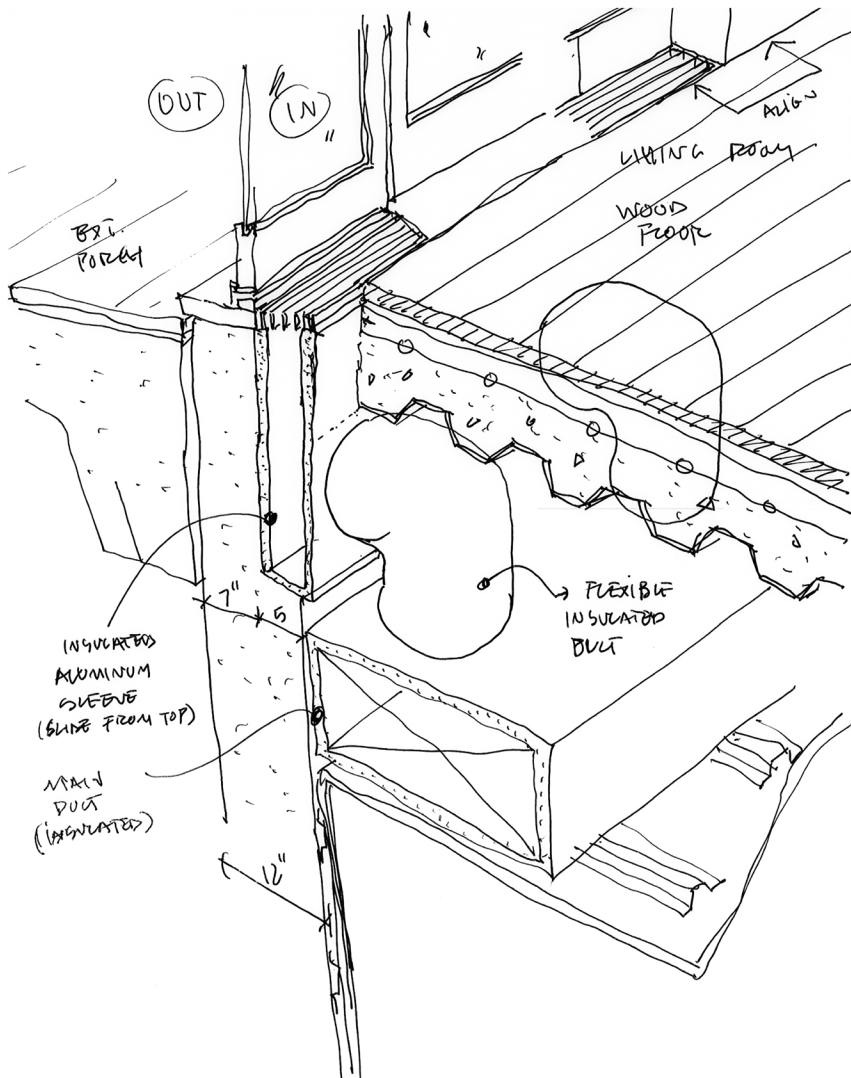 OUT
IN
ALIGN
LIVING ROOM
WOOD
FLOOR
EXT.
PORCH
7"
5
FLEXIBLE
INSULATED
DUCT
INSULATED
ALUMINUM
SLEEVE
(SLIDE FROM TOP)
MAIN
DUCT
(INSULATED)
12"